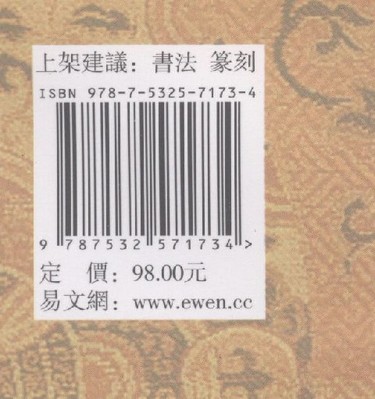 上架建議：書法 篆刻
ISBN 978-7-5325-7173-4
9 787532 571734 >
定　價：98.00元
易文網：www.ewen.cc